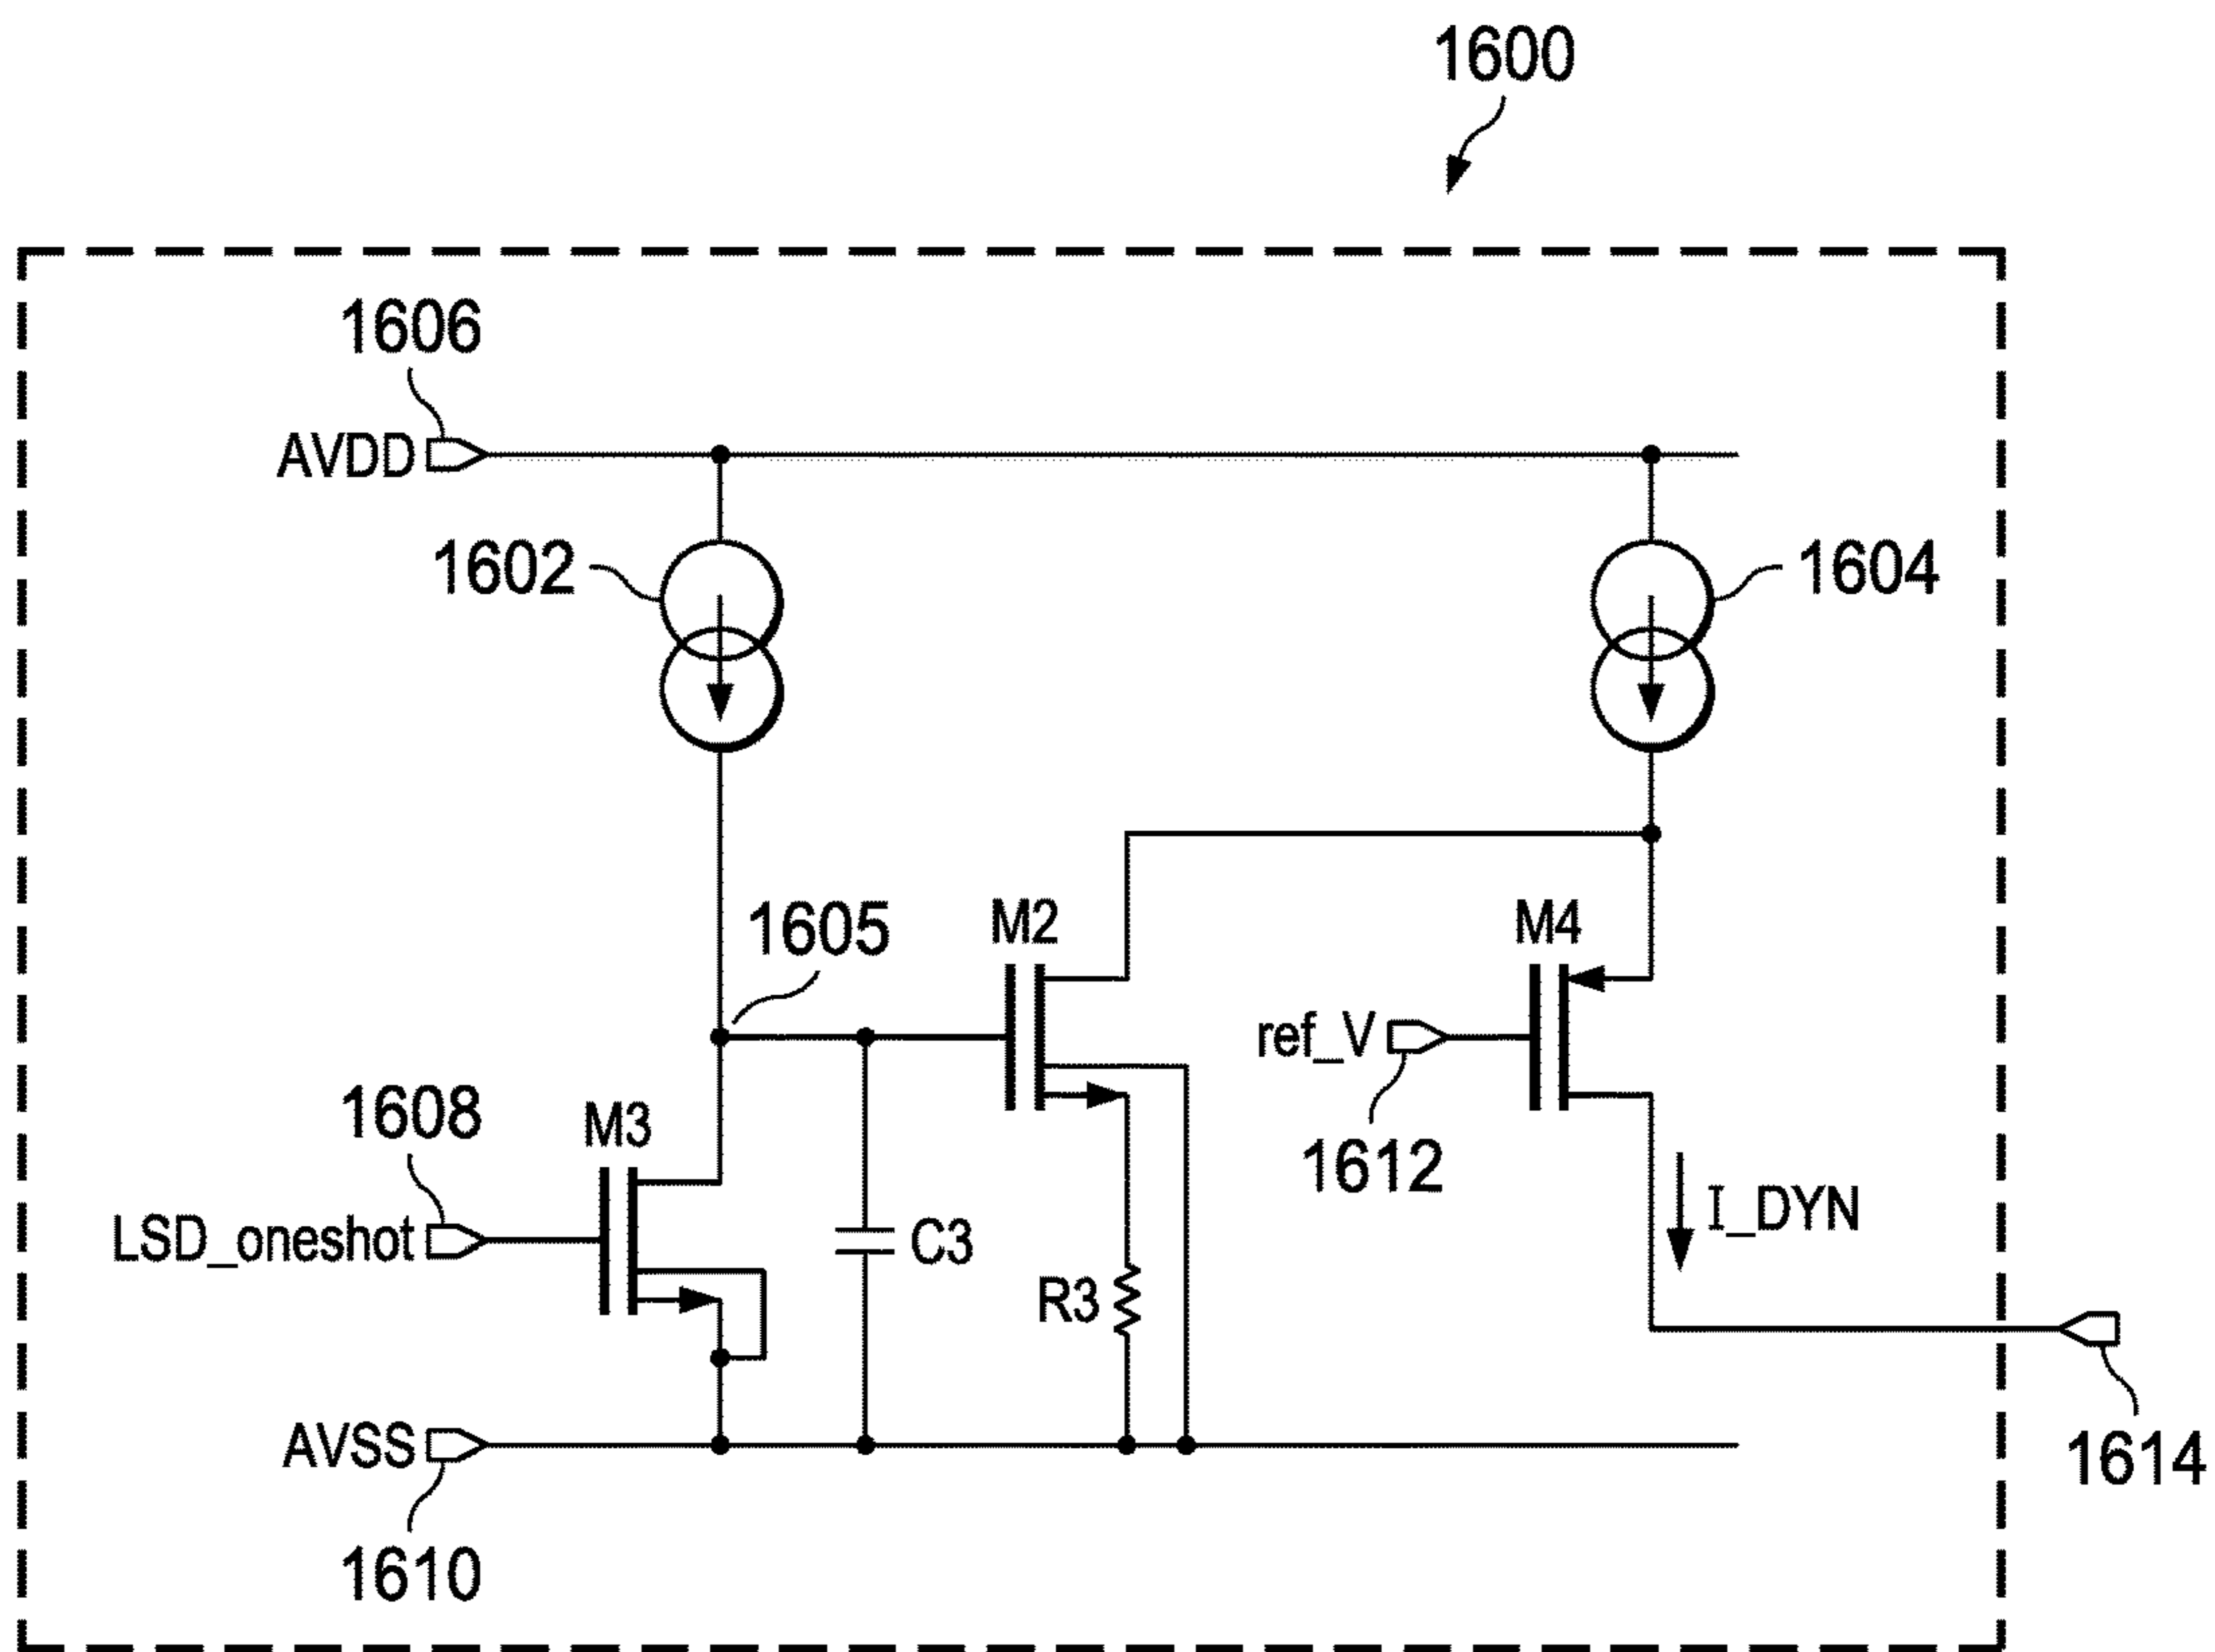 1600
1606
AVDD
1602
1604
1605
M2
M4
ref_V
1608
M3
1612
LSD_oneshot
C3
I_DYN
R3
AVSS
1614
1610